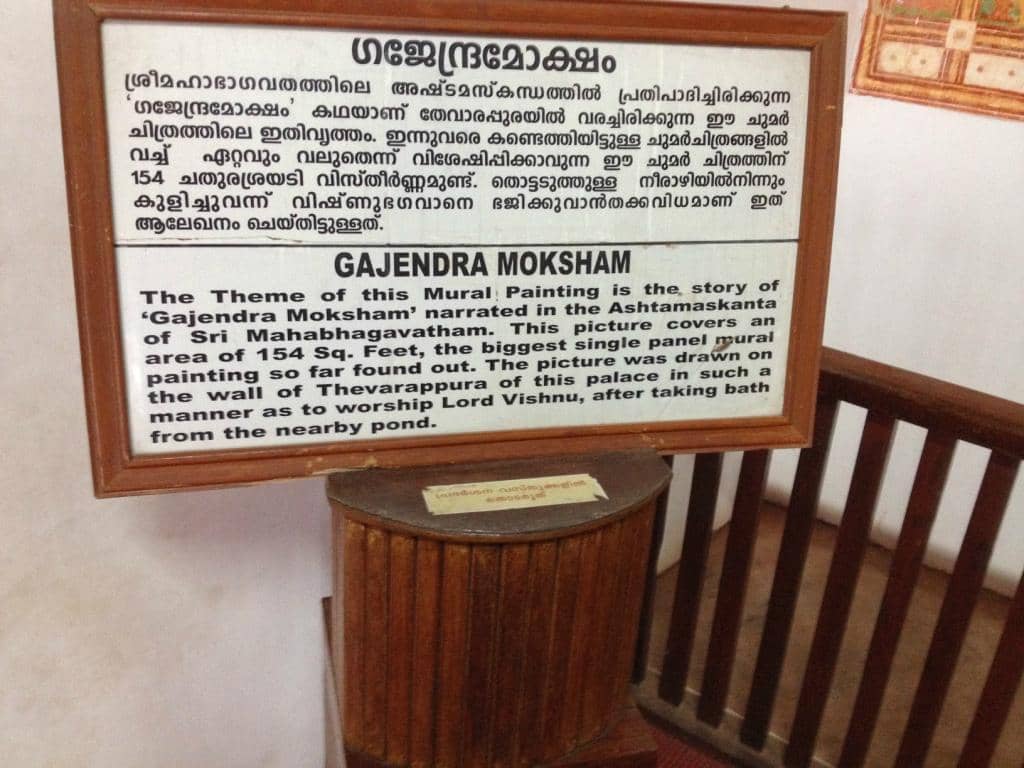 ഗജേന്ദ്രമോക്ഷം
ശ്രീമഹാഭാഗവതത്തിലെ അഷ്ടമസ്കന്ധത്തിൽ പ്രതിപാദിച്ചിരിക്കുന്ന
'ഗജേന്ദ്രമോക്ഷം' കഥയാണ് തേവാരപ്പുരയിൽ വരച്ചിരിക്കുന്ന ഈ ചുമർ
ചിത്രത്തിലെ ഇതിവൃത്തം. ഇന്നുവരെ കണ്ടെത്തിയിട്ടുള്ള ചുമർചിത്രങ്ങളിൽ
വച്ച് ഏറ്റവും വലുതെന്ന് വിശേഷിപ്പിക്കാവുന്ന ഈ ചുമർ ചിത്രത്തിന്
154 ചതുരശ്രയടി വിസ്തീർണ്ണമുണ്ട്. തൊട്ടടുത്തുള്ള നീരാഴിയിൽനിന്നും
കുളിച്ചുവന്ന് വിഷ്ണുഭഗവാനെ ഭജിക്കുവാൻതക്കവിധമാണ് ഇത്
ആലേഖനം ചെയ്തിട്ടുള്ളത്.
GAJENDRA MOKSHAM
The Theme of this Mural Painting is the story of
‘Gajendra Moksham’ narrated in the Ashtamaskanta
of Sri Mahabhagavatham. This picture covers an
area of 154 Sq. Feet, the biggest single panel mural
painting so far found out. The picture was drawn on
the wall of Thevarappura of this palace in such a
manner as to worship Lord Vishnu, after taking bath
from the nearby pond.
പ്രദർശന വസ്തുക്കളിൽ
തൊടരുത്